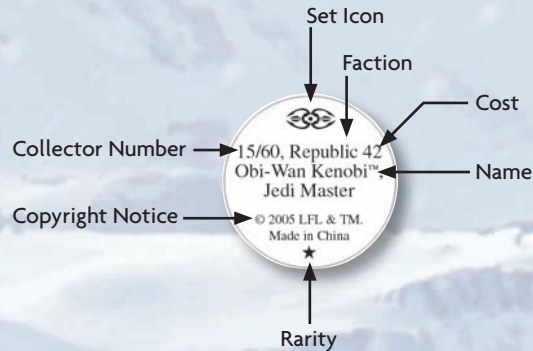 Set Icon
Faction
Cost
Collector Number
15/60, Republic 42
Obi-Wan Kenobi™,
Name
Jedi Master
Copyright Notice
© 2005 LFL & TM.
Made in China
Rarity